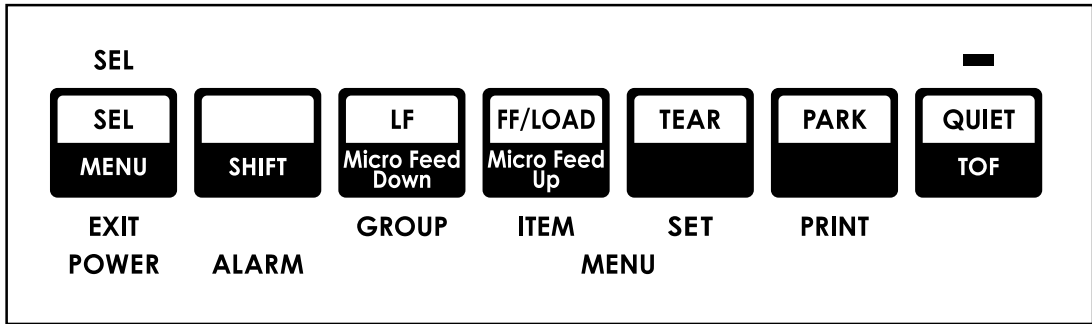 SEL
SEL LF FF/LOAD TEAR PARK QUIET
MENU SHIFT Micro Feed Down Micro Feed Up TOF
EXIT GROUP ITEM SET PRINT
POWER ALARM MENU